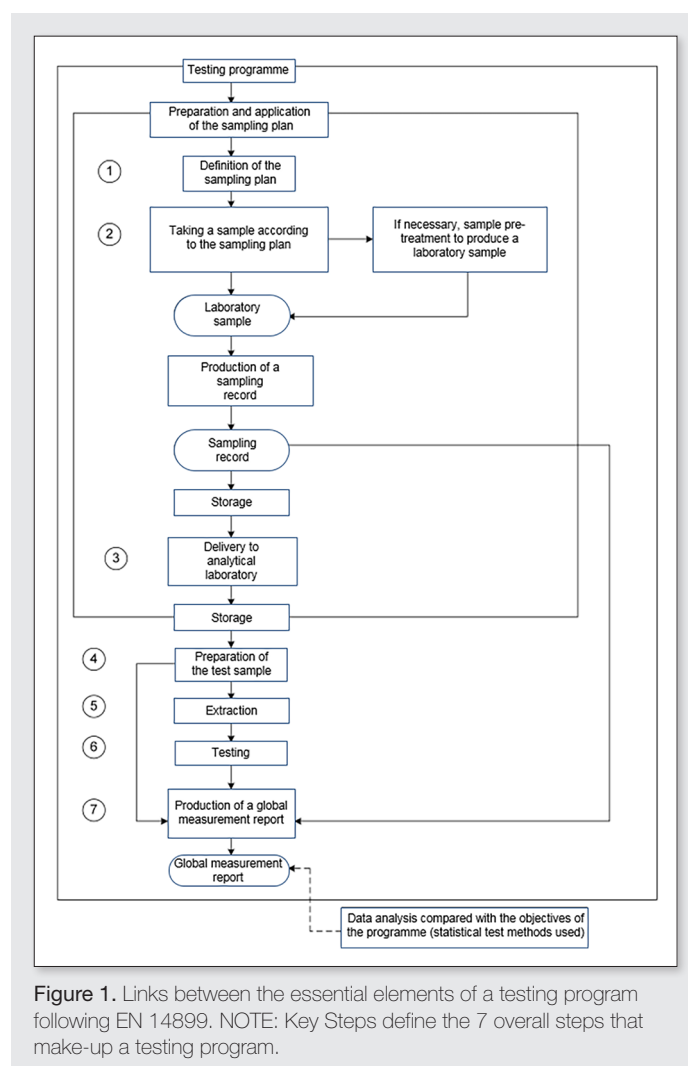 Testing programme
Preparation and application
of the sampling plan
1
Definition of the
sampling plan
2
Taking a sample according
to the sampling plan
If necessary, sample pre-
treatment to produce a
laboratory sample
Laboratory
sample
Production of a
sampling
record
Sampling
record
Storage
3
Delivery to
analytical
laboratory
Storage
4
Preparation of
the test sample
5
Extraction
6
Testing
7
Production of a global
measurement report
Global measurement
report
Data analysis compared with the objectives of
the programme (statistical test methods used)
Figure 1. Links between the essential elements of a testing program
following EN 14899. NOTE: Key Steps define the 7 overall steps that
make-up a testing program.